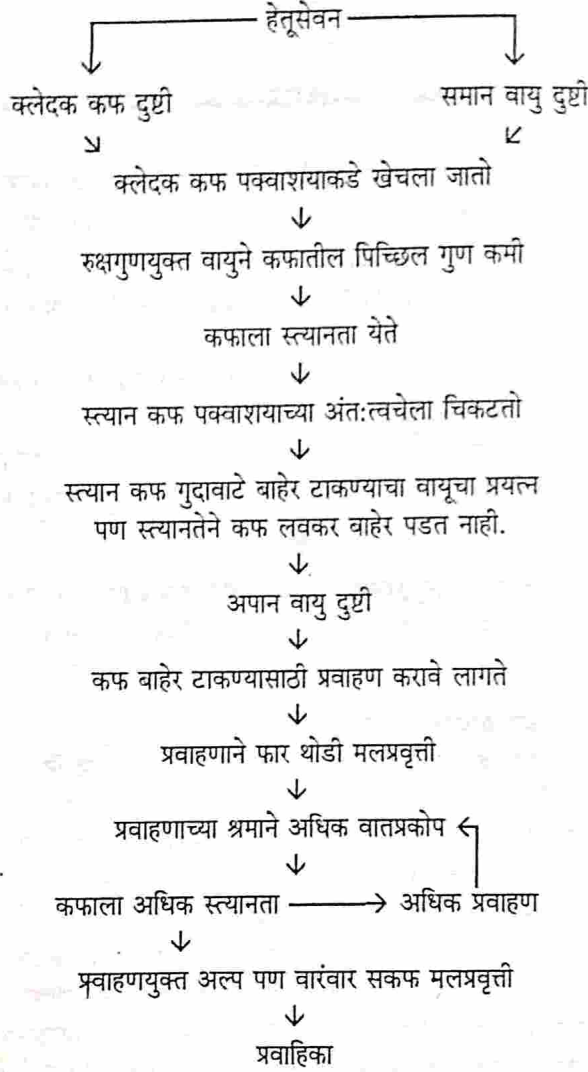 हेतूसेवन
क्लेदक कफ दुष्टी
समान वायु दुष्टी
क्लेदक कफ पक्वाशयाकडे खेचला जातो
रुक्षगुणयुक्त वायुने कफातील पिच्छिल गुण कमी
कफाला स्त्यानता येते
स्त्यान कफ पक्वाशयाच्या अंत:त्वचेला चिकटतो
स्त्यान कफ गुदावाटे बाहेर टाकण्याचा वायूचा प्रयत्न
पण स्त्यानतेने कफ लवकर बाहेर पडत नाही.
अपान वायु दुष्टी
कफ बाहेर टाकण्यासाठी प्रवाहण करावे लागते
प्रवाहणाने फार थोडी मलप्रवृत्ती
प्रवाहणाच्या श्रमाने अधिक वातप्रकोप
कफाला अधिक स्त्यानता
अधिक प्रवाहण
प्रवाहणयुक्त अल्प पण वारंवार सकफ मलप्रवृत्ती
प्रवाहिका